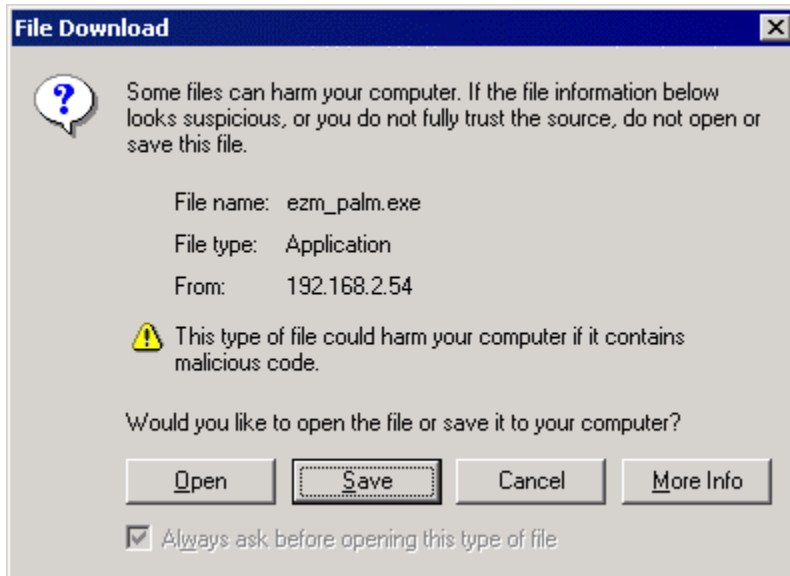 File Download
Some files can harm your computer. If the file information below
looks suspicious, or you do not fully trust the source, do not open or
save this file.
File name: ezm_palm.exe
File type: Application
From: 192.168.2.54
This type of file could harm your computer if it contains
malicious code.
Would you like to open the file or save it to your computer?
Open Save Cancel More Info
Always ask before opening this type of file